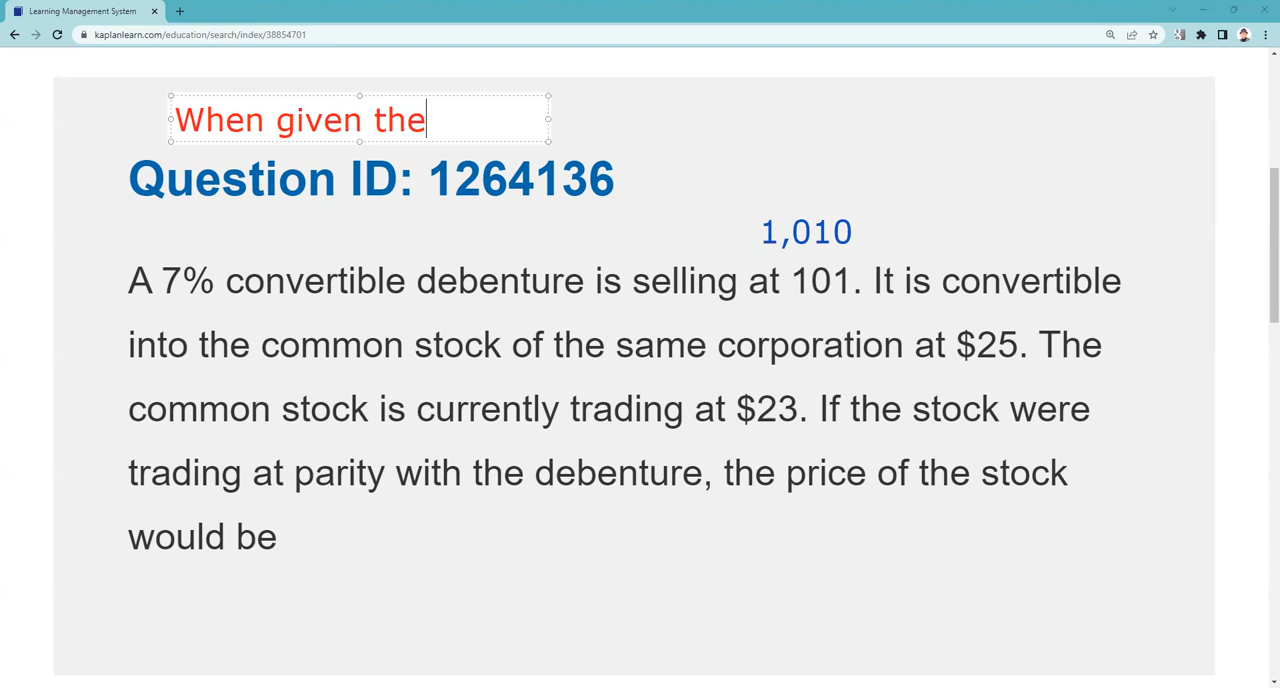 Learning Management System
kaplanlearn.com/education/search/index/38854701
When given the
Question ID: 1264136
1,010
A 7% convertible debenture is selling at 101. It is convertible
into the common stock of the same corporation at $25. The
common stock is currently trading at $23. If the stock were
trading at parity with the debenture, the price of the stock
would be